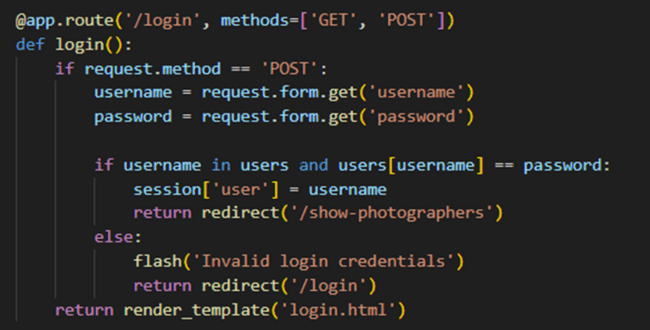 @app.route('/login', methods=['GET', 'POST'])
def login():
    if request.method == 'POST':
        username = request.form.get('username')
        password = request.form.get('password')

        if username in users and users[username] == password:
            session['user'] = username
            return redirect('/show-photographers')
        else:
            flash('Invalid login credentials')
            return redirect('/login')
    return render_template('login.html')